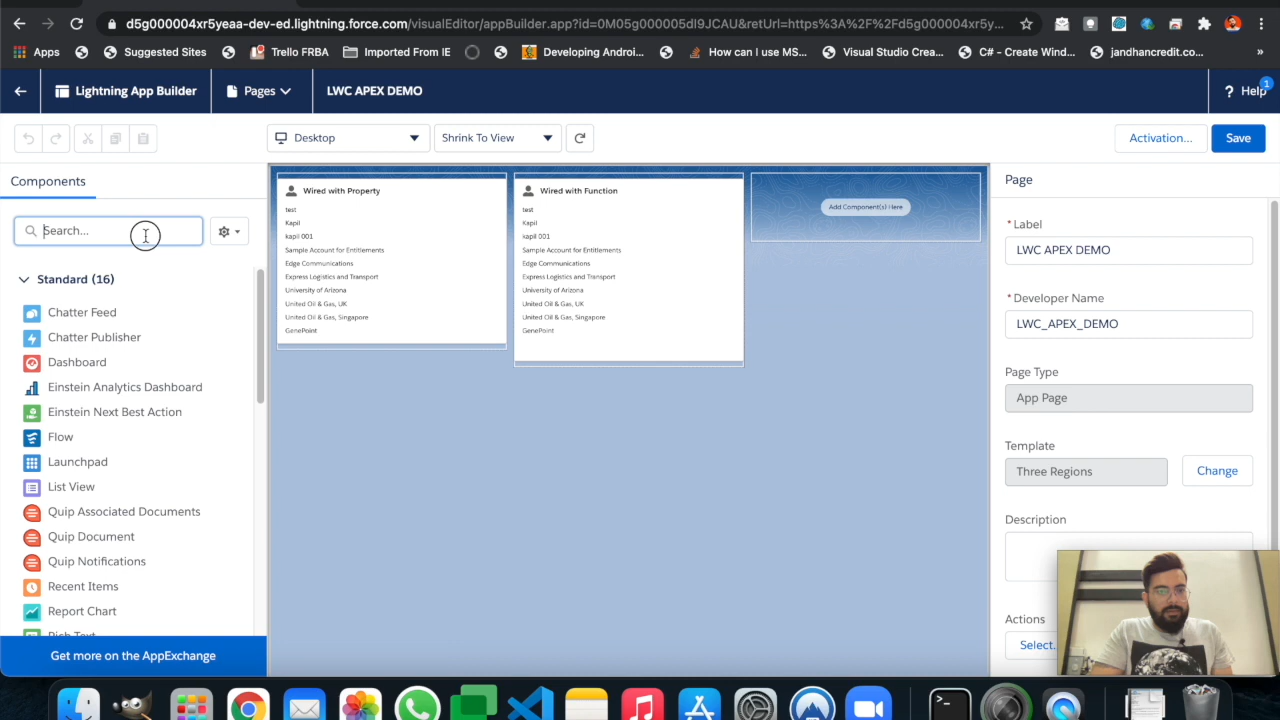 d5g000004xr5yeaa-dev-ed.lightning.force.com/visualEditor/appBuilder.app?id=0M05g000005dI9JCAU&retUrl=https%3A%2F%2Fd5g000004xr5y...
Apps
Suggested Sites
Trello FRBA
Imported From IE
Developing Androi...
How can I use MS...
Visual Studio Crea...
C# - Create Wind...
jandhancredit.com...
»
Lightning App Builder
Pages
LWC APEX DEMO
? Help
1
Desktop
Shrink To View
Activation...
Save
Components
Search...
Standard (16)
Chatter Feed
Chatter Publisher
Dashboard
Einstein Analytics Dashboard
Einstein Next Best Action
Flow
Launchpad
List View
Quip Associated Documents
Quip Document
Quip Notifications
Recent Items
Report Chart
Rich Text
Get more on the AppExchange
Wired with Property
test
Kapil
kapil 001
Sample Account for Entitlements
Edge Communications
Express Logistics and Transport
University of Arizona
United Oil & Gas, UK
United Oil & Gas, Singapore
GenePoint
Wired with Function
test
Kapil
kapil 001
Sample Account for Entitlements
Edge Communications
Express Logistics and Transport
University of Arizona
United Oil & Gas, UK
United Oil & Gas, Singapore
GenePoint
Add Component(s) Here
Page
* Label
LWC APEX DEMO
* Developer Name
LWC_APEX_DEMO
Page Type
App Page
Template
Three Regions
Change
Description
Actions
Select...